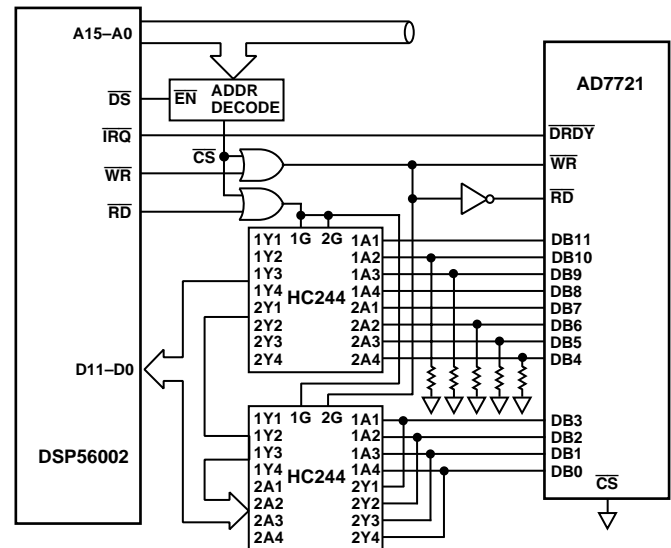 A15–A0
AD7721
DS
EN
ADDR
DECODE
IRQ
DRDY
CS
WR
WR
RD
RD
1Y1
1G
2G
1A1
DB11
1Y2
1A2
DB10
1Y3
1A3
DB9
1Y4
HC244
1A4
DB8
2Y1
2A1
DB7
2Y2
2A2
DB6
2Y3
2A3
DB5
2Y4
2A4
DB4
D11–D0
1Y1
1G
2G
1A1
DB3
1Y2
1A2
DB2
1Y3
1A3
DB1
DSP56002
1Y4
HC244
1A4
DB0
2A1
2Y1
CS
2A2
2Y2
2A3
2Y3
2A4
2Y4